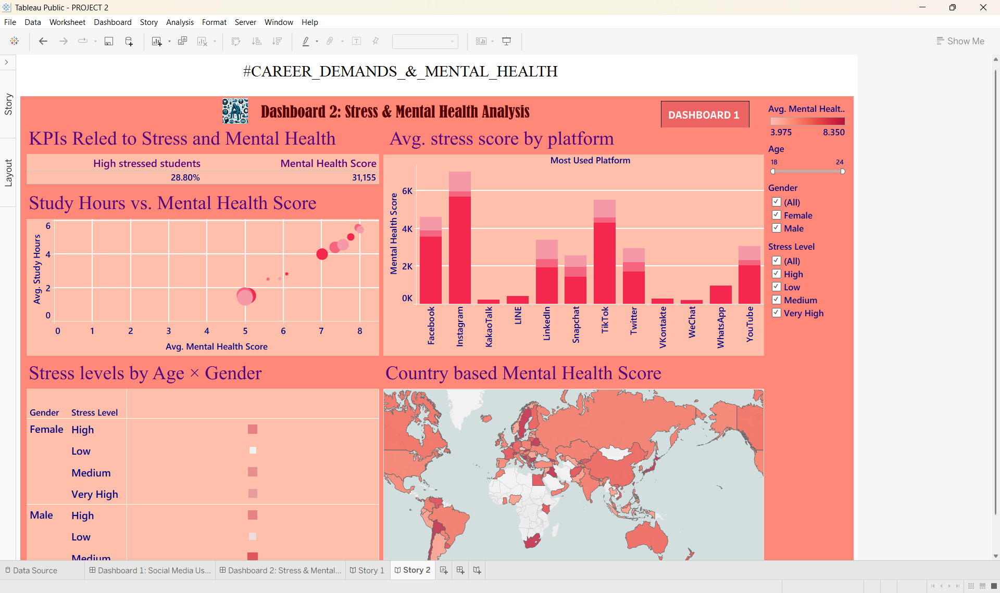 Tableau Public - PROJECT 2
File Data Worksheet Dashboard Story Analysis Format Server Window Help
Show Me
Story
Layout
#CAREER_DEMANDS_&_MENTAL_HEALTH
Dashboard 2: Stress & Mental Health Analysis
DASHBOARD 1
KPIs Reled to Stress and Mental Health
High stressed students Mental Health Score
28.80% 31,155
Study Hours vs. Mental Health Score
Avg. Study Hours
6
4
2
0
0 1 2 3 4 5 6 7 8
Avg. Mental Health Score
Avg. stress score by platform
Most Used Platform
Mental Health Score
6K
4K
2K
0K
Facebook
Instagram
KakaoTalk
LINE
LinkedIn
Snapchat
TikTok
Twitter
VKontakte
WeChat
WhatsApp
YouTube
Avg. Mental Healt..
3.975 8.350
Age
18 24
Gender
(All)
Female
Male
Stress Level
(All)
High
Low
Medium
Very High
Stress levels by Age × Gender
Gender Stress Level
Female High
Low
Medium
Very High
Male High
Low
Medium
Country based Mental Health Score
Data Source Dashboard 1: Social Media Us... Dashboard 2: Stress & Mental... Story 1 Story 2